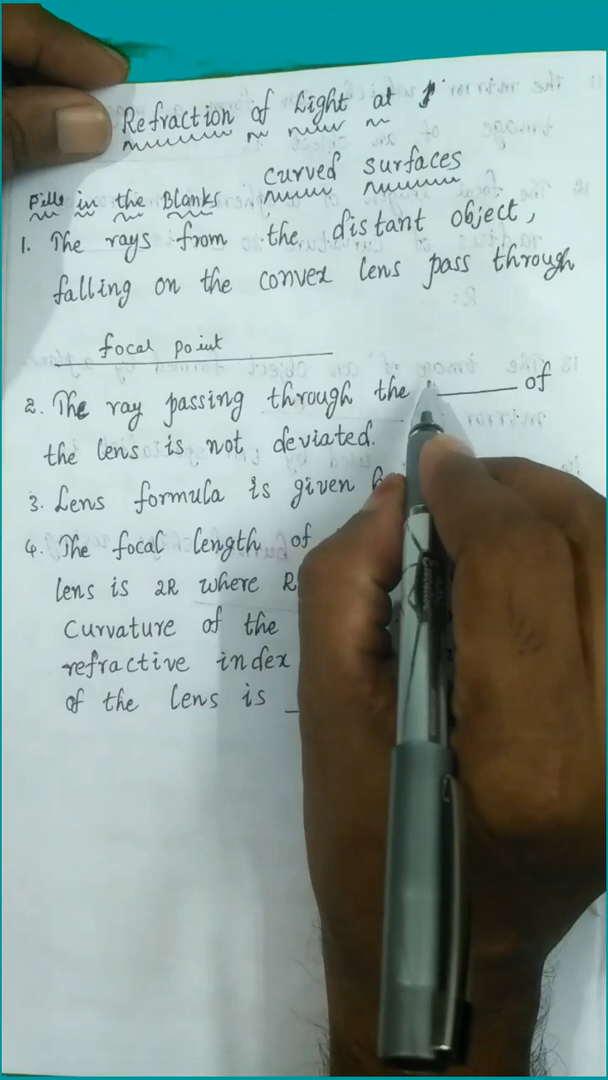 Refraction of Light at
curved surfaces
Fills in the Blanks
1. The rays from the distant object,
falling on the convex lens pass through
focal point
2. The ray passing through the ______ of
the lens is not deviated.
3. Lens formula is given
4. The focal length of
lens is 2R where R
Curvature of the
refractive index
of the lens is _